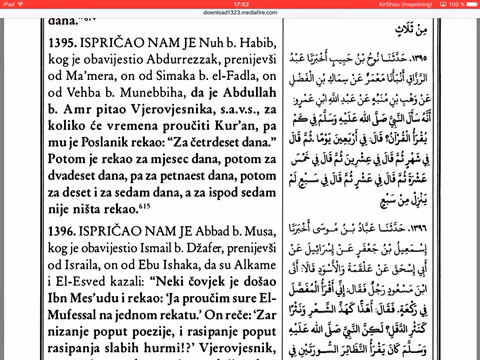 iPad
17:52
AirShou (Inspelning)
100 %
download1323.mediafire.com
dana."⁶¹⁴
1395. ISPRIČAO NAM JE Nuh b. Habib,
kog je obavijestio Abdurrezzak, prenijevši
od Ma'mera, on od Simaka b. el-Fadla, on
od Vehba b. Munebbiha, da je Abdullah
b. Amr pitao Vjerovjesnika, s.a.v.s., za
koliko će vremena proučiti Kur'an, pa
mu je Poslanik rekao: "Za četrdeset dana."
Potom je rekao za mjesec dana, potom za
dvadeset dana, pa za petnaest dana, potom
za deset i za sedam dana, a za ispod sedam
nije ništa rekao.⁶¹⁵
1396. ISPRIČAO NAM JE Abbad b. Musa,
kog je obavijestio Ismail b. Džafer, prenijevši
od Israila, on od Ebu Ishaka, da su Alkame
i El-Esved kazali: "Neki čovjek je došao
Ibn Mes'udu i rekao: 'Ja proučim sure El-
Mufessal na jednom rekatu.' On reče: 'Zar
nizanje poput poezije, i rasipanje poput
rasipanja slabih hurmi!?' Vjerovjesnik,
مِنْ ثَلَاثٍ
١٣٩٥. حَدَّثَنَا نُوحُ بْنُ حَبِيبٍ أَخْبَرَنَا عَبْدُ
الرَّزَّاقِ أَنْبَأَنَا مَعْمَرٌ عَنْ سِمَاكِ بْنِ الْفَضْلِ
عَنْ وَهْبِ بْنِ مُنَبِّهٍ عَنْ عَبْدِ اللَّهِ ابْنِ عَمْرٍو:
أَنَّهُ سَأَلَ النَّبِيَّ صَلَّى اللَّه عَلَيْهِ وَسَلَّمَ فِي كَمْ
يُقْرَأُ الْقُرْآنُ؟ قَالَ: فِي أَرْبَعِينَ يَوْمًا. ثُمَّ قَالَ
فِي شَهْرٍ ثُمَّ قَالَ فِي عِشْرِينَ ثُمَّ قَالَ فِي خَمْسَ
عَشْرَةَ ثُمَّ قَالَ فِي عَشْرٍ ثُمَّ قَالَ فِي سَبْعٍ لَمْ
يَنْزِلْ مِنْ سَبْعٍ
١٣٩٦. حَدَّثَنَا عَبَّادُ بْنُ مُوسَى أَخْبَرَنَا
إِسْمَعِيلُ بْنُ جَعْفَرٍ عَنْ إِسْرَائِيلَ عَنْ
أَبِي إِسْحَقَ عَنْ عَلْقَمَةَ وَالْأَسْوَدِ قَالَا: أَتَى
ابْنَ مَسْعُودٍ رَجُلٌ فَقَالَ: إِنِّي أَقْرَأُ الْمُفَصَّلَ
فِي رَكْعَةٍ. فَقَالَ: أَهَذًّا كَهَذِّ الشِّعْرِ وَنَثْرًا
كَنَثْرِ الدَّقَلِ؟ لَكِنَّ النَّبِيَّ صَلَّى اللَّه عَلَيْهِ
وَسَلَّمَ كَانَ يَقْرَأُ النَّظَائِرَ السُّورَتَيْنِ فِي